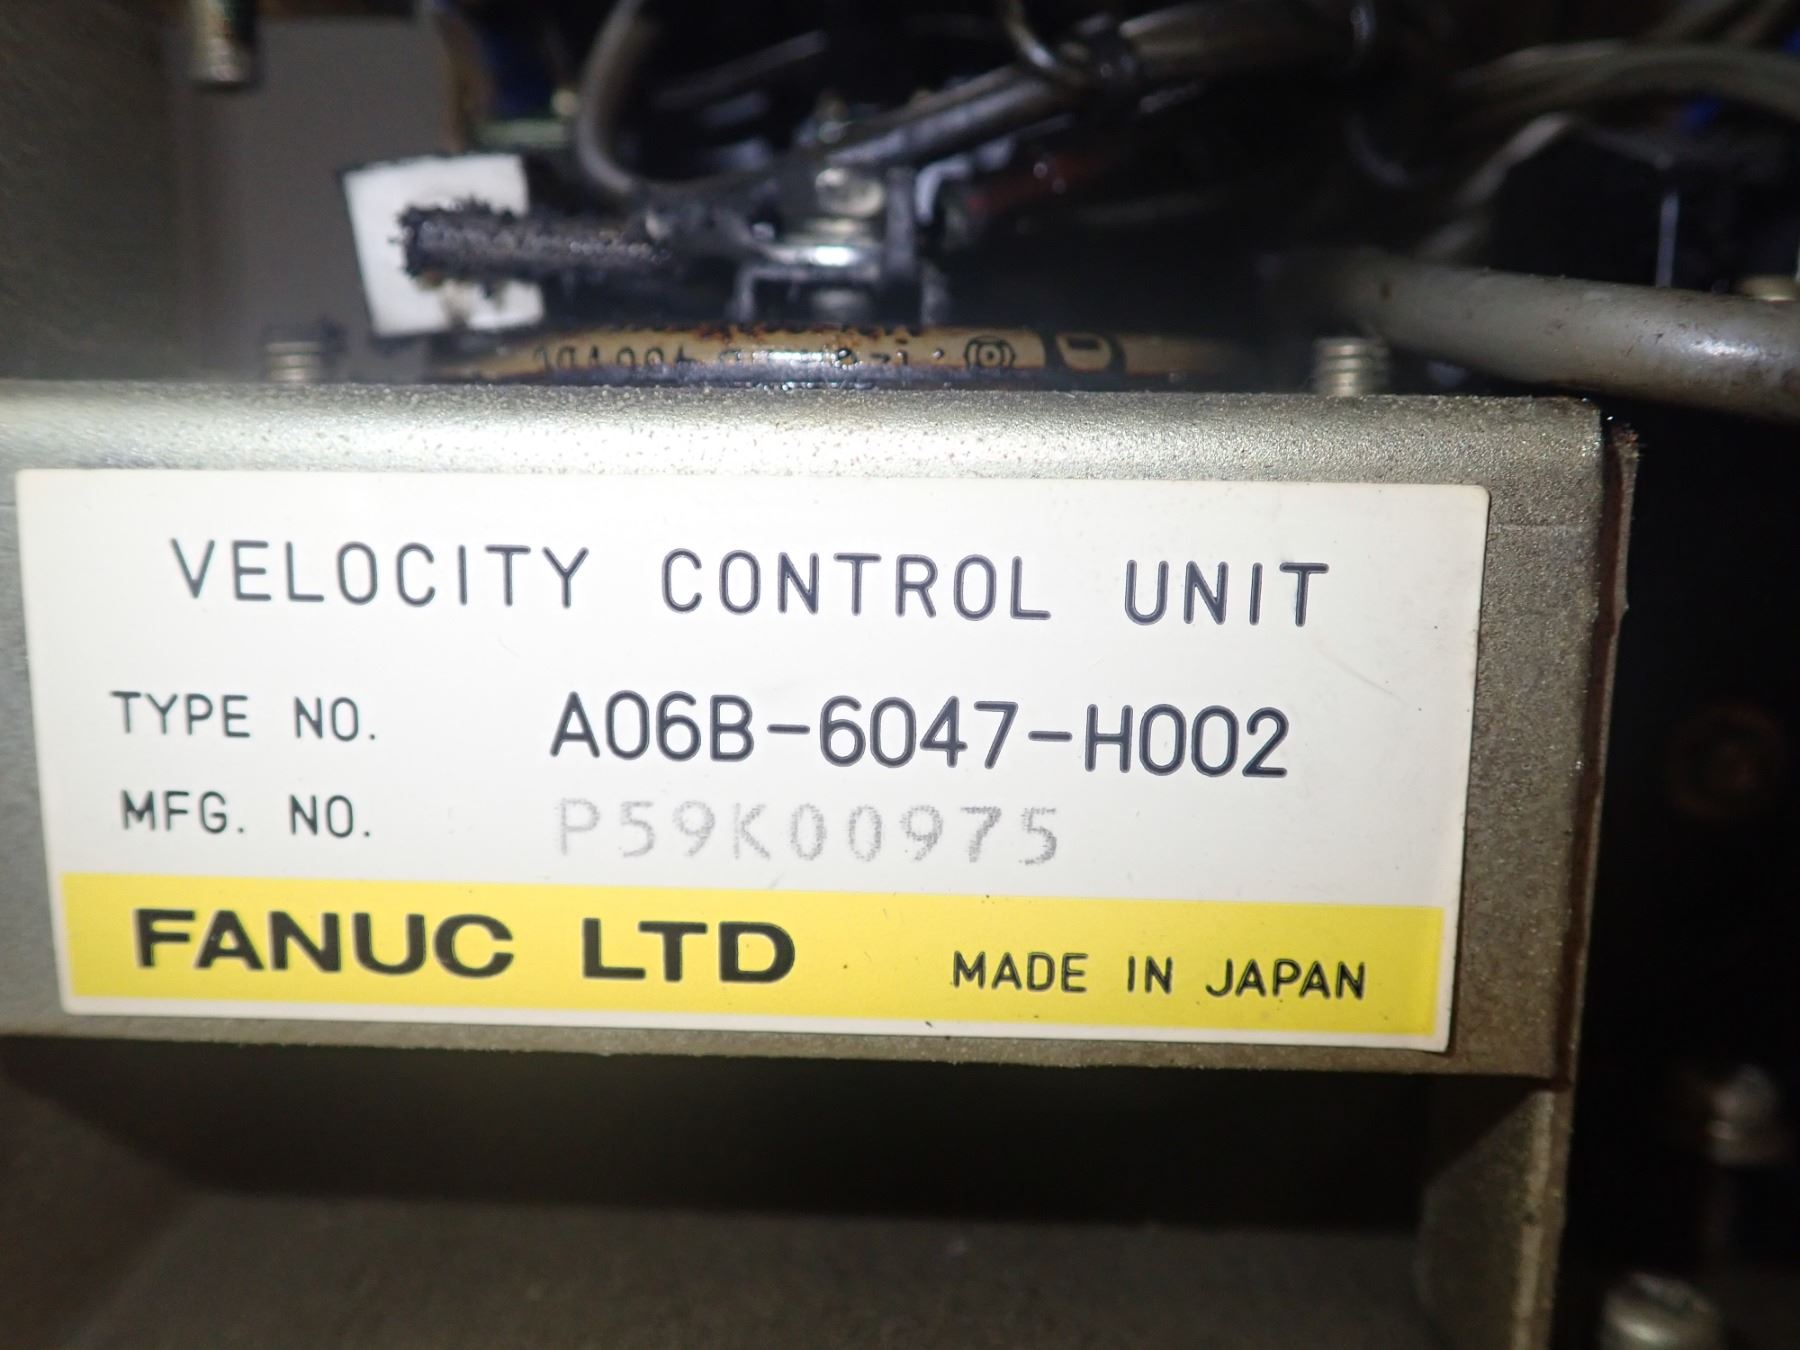 VELOCITY CONTROL UNIT
TYPE NO. A06B-6047-H002
MFG. NO. P59K00975
FANUC LTD MADE IN JAPAN